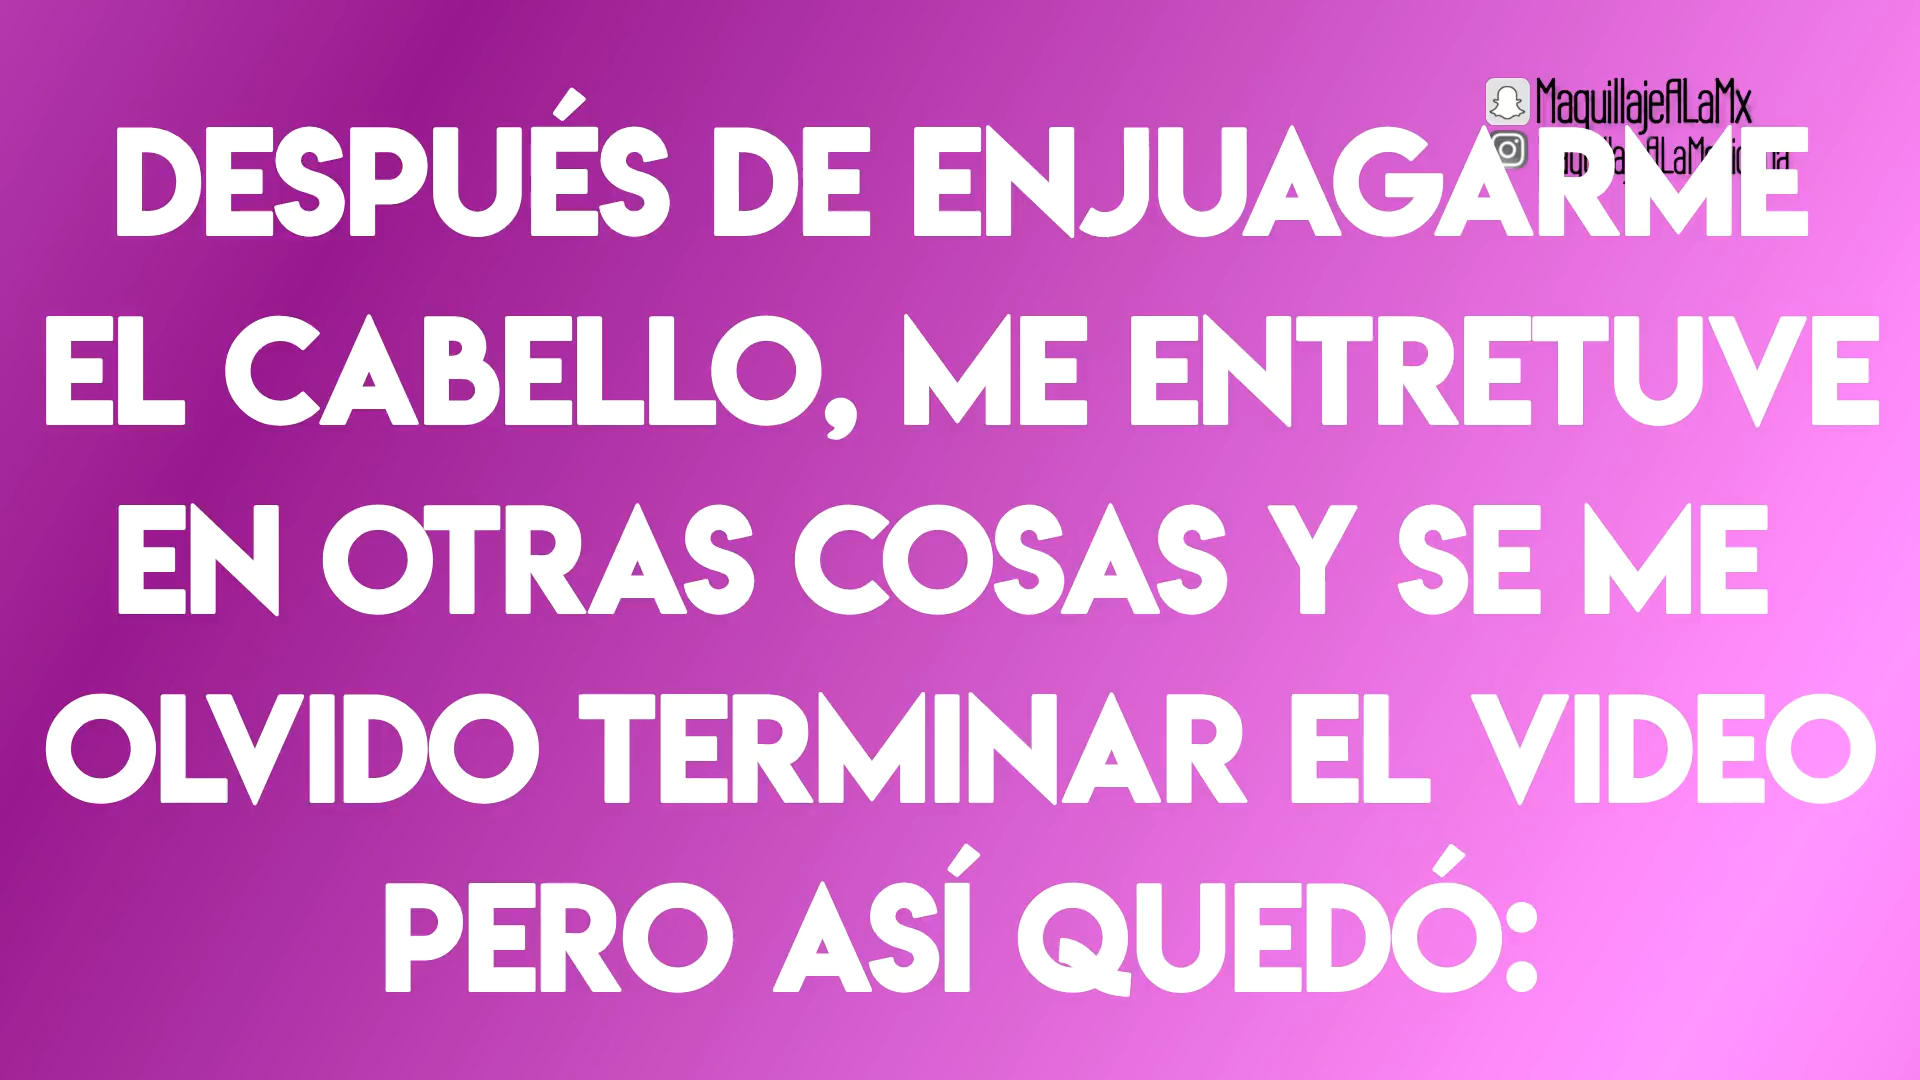 MaquillajeALaMx
DESPUÉS DE ENJUAGARME
EL CABELLO, ME ENTRETUVE
EN OTRAS COSAS Y SE ME
OLVIDO TERMINAR EL VIDEO
PERO ASÍ QUEDÓ: